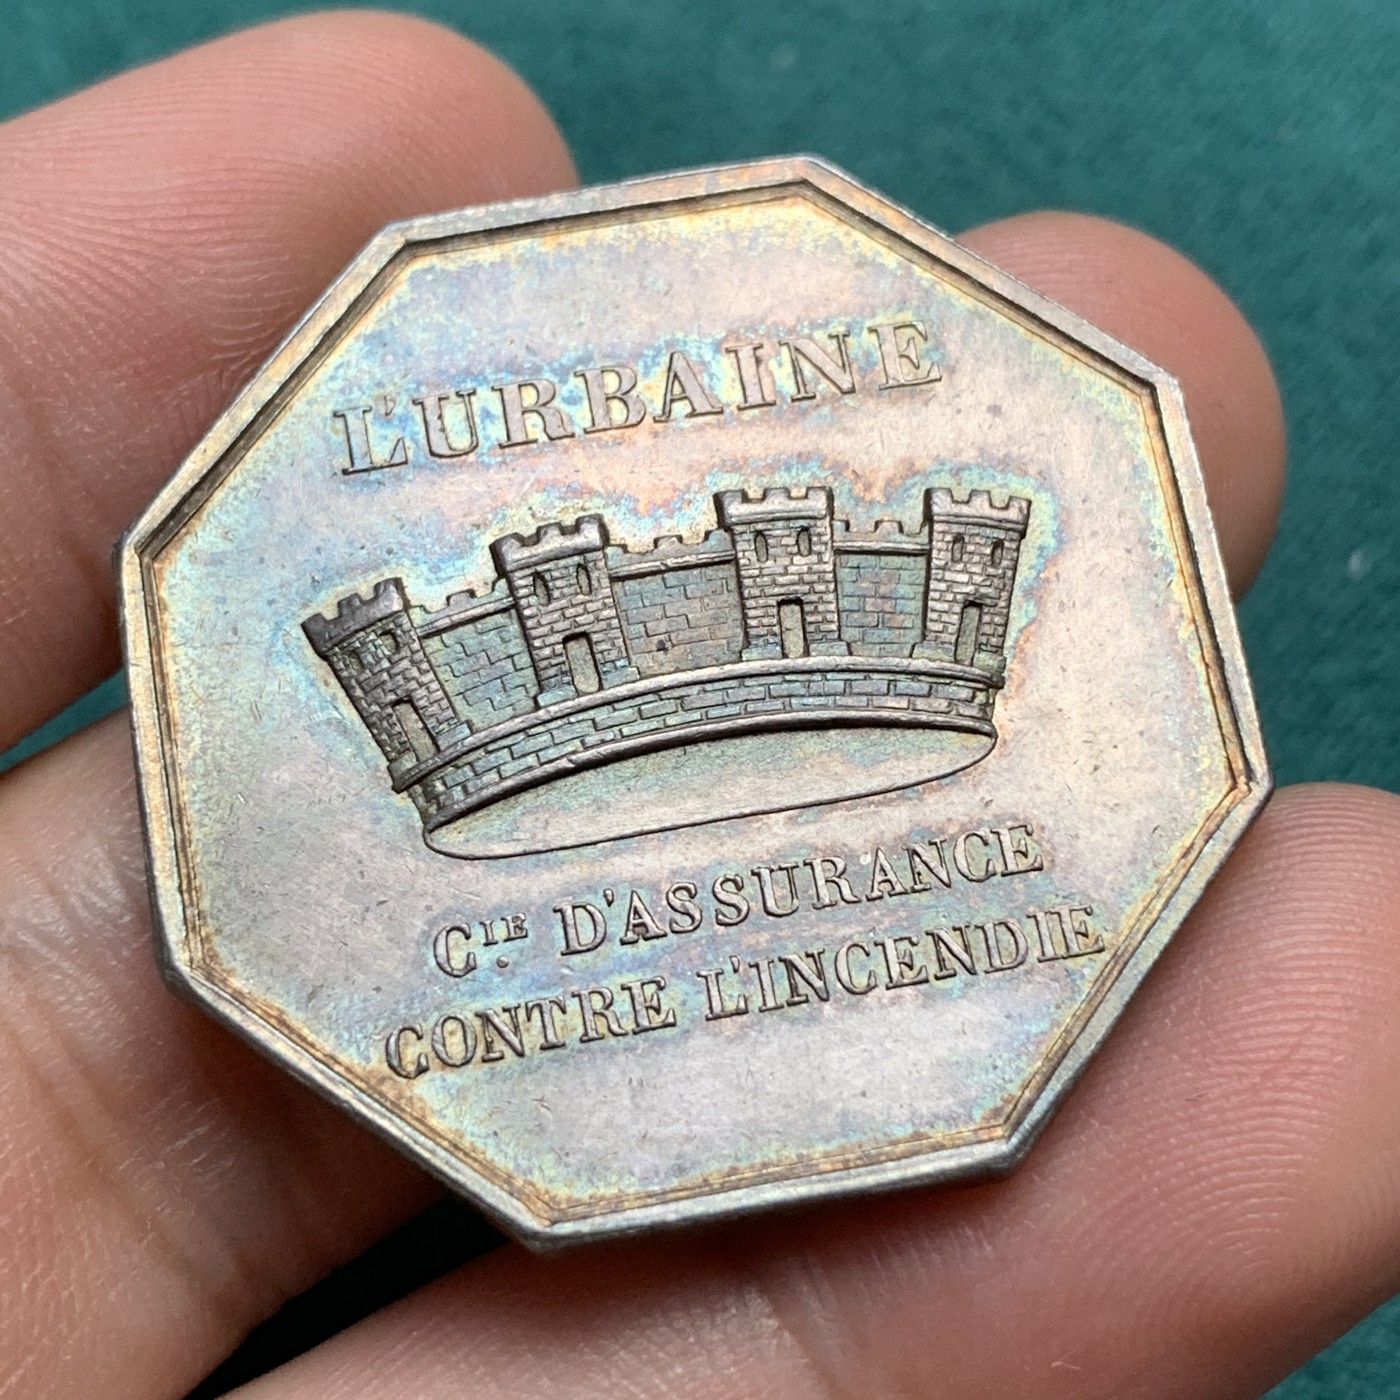 L'URBAINE
CIE. D'ASSURANCE
CONTRE L'INCENDIE